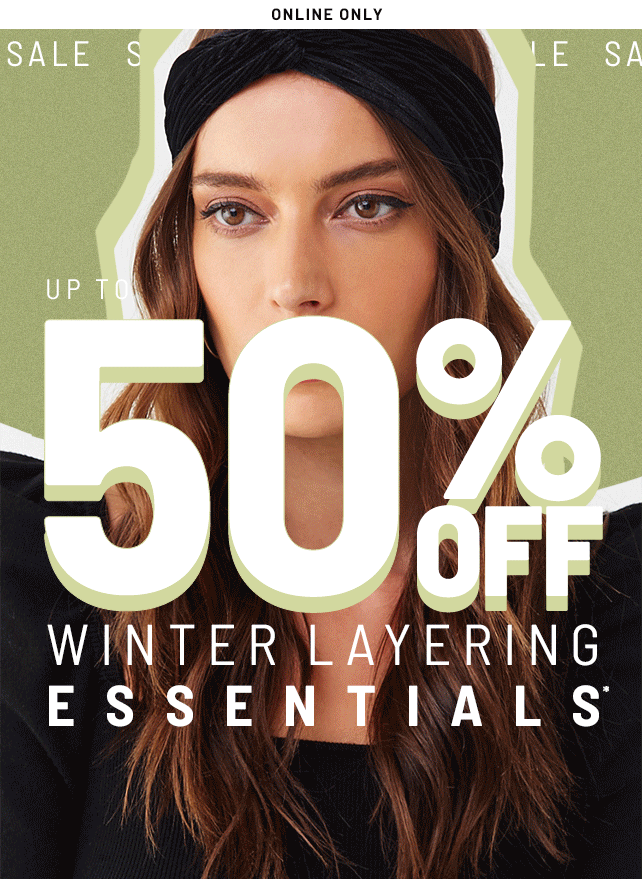 ONLINE ONLY
SALE S LE SA
UP TO
50% OFF
WINTER LAYERING
ESSENTIALS*